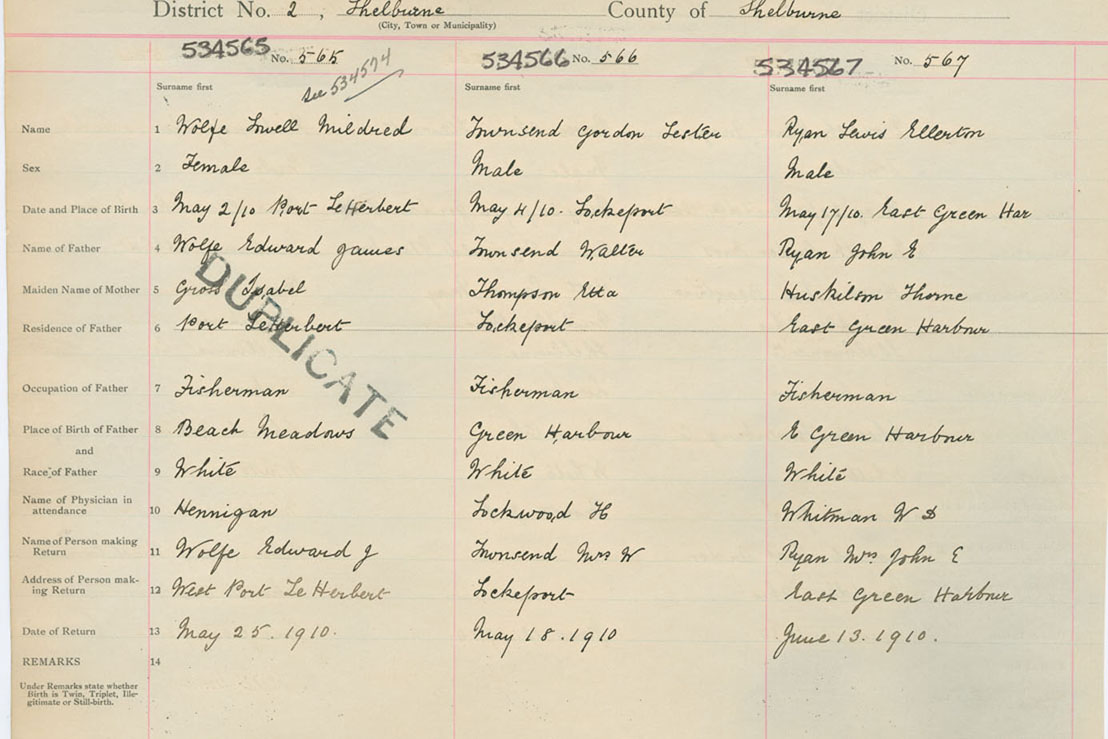 District No. 2, Shelburne County of Shelburne
(City, Town or Municipality)
534565 No. 565 534566 No. 566 534567 No. 567
see 534574
Surname first Surname first Surname first
Name 1 Wolfe Lowell Mildred Townsend Gordon Lester Ryan Lewis Ellerton
Sex 2 Female Male Male
Date and Place of Birth 3 May 2/10 Port LeHerbert May 4/10. Lockeport May 17/10. East Green Har
Name of Father 4 Wolfe Edward James Townsend Walter Ryan John E
DUPLICATE
Maiden Name of Mother 5 Gross Isabel Thompson Etta Huskilson Thorne
Residence of Father 6 Port LeHerbert Lockeport East Green Harbour
Occupation of Father 7 Fisherman Fisherman Fisherman
Place of Birth of Father 8 Beach Meadows Green Harbour E Green Harbour
and
Race of Father 9 White White White
Name of Physician in
attendance 10 Hennigan Lockwood H Whitman W D
Name of Person making
Return 11 Wolfe Edward J Townsend Mrs W Ryan Mrs John E
Address of Person mak-
ing Return 12 West Port LeHerbert Lockeport East Green Harbour
Date of Return 13 May 25. 1910. May 18. 1910 June 13. 1910.
REMARKS 14
Under Remarks state whether
Birth is Twin, Triplet, Ille-
gitimate or Still-birth.